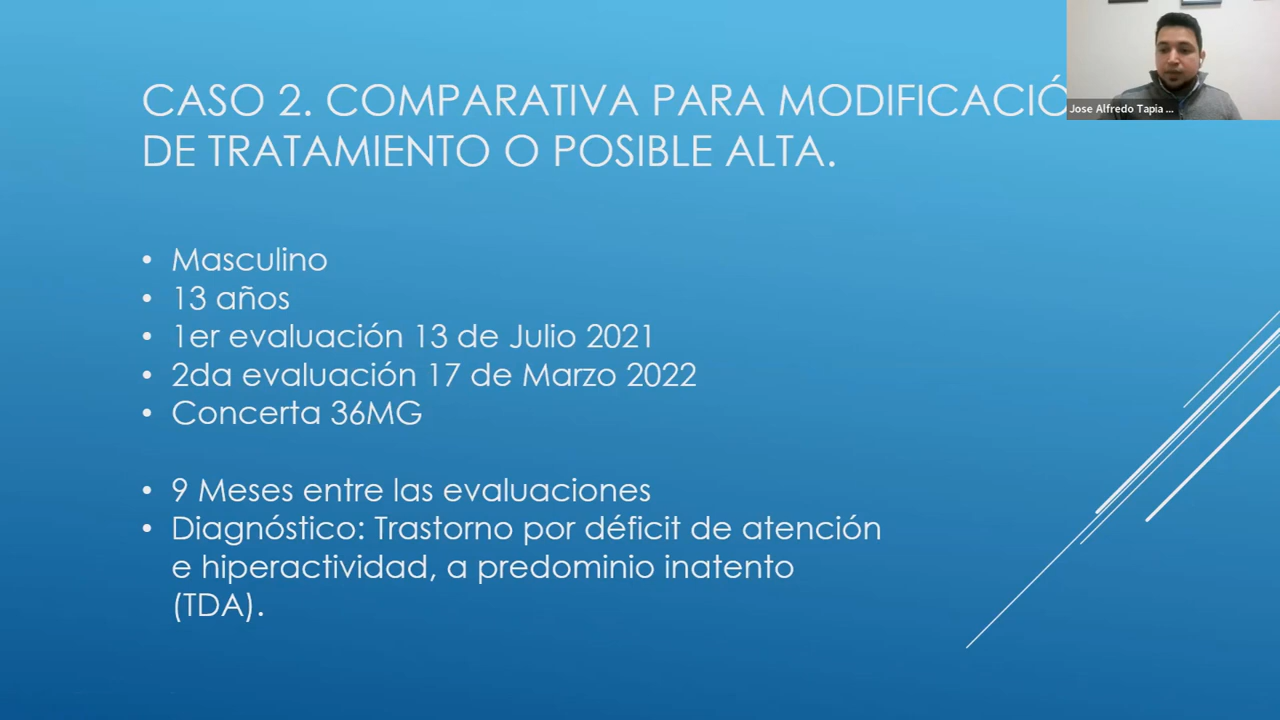 CASO 2. COMPARATIVA PARA MODIFICACIÓ
DE TRATAMIENTO O POSIBLE ALTA.
Jose Alfredo Tapia ...
• Masculino
• 13 años
• 1er evaluación 13 de Julio 2021
• 2da evaluación 17 de Marzo 2022
• Concerta 36MG
• 9 Meses entre las evaluaciones
• Diagnóstico: Trastorno por déficit de atención
e hiperactividad, a predominio inatento
(TDA).